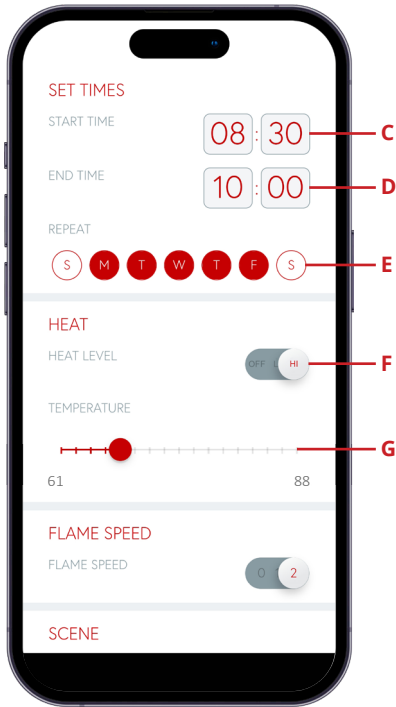 SET TIMES
START TIME
08 : 30
C
END TIME
10 : 00
D
REPEAT
S M T W T F S
E
HEAT
HEAT LEVEL
OFF L HI
F
TEMPERATURE
G
61 88
FLAME SPEED
FLAME SPEED
0 2
SCENE